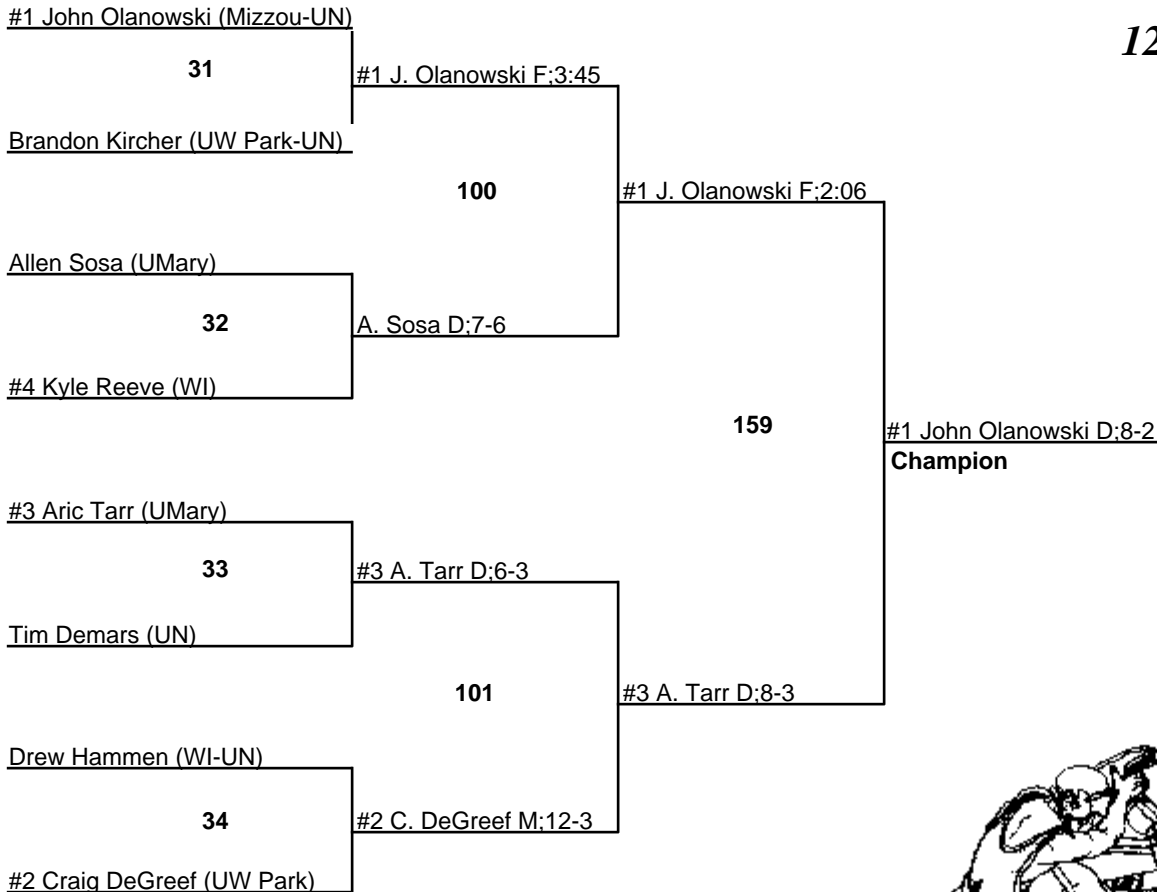 #1 John Olanowski (Mizzou-UN)
12
31
#1 J. Olanowski F;3:45
Brandon Kircher (UW Park-UN)
100
#1 J. Olanowski F;2:06
Allen Sosa (UMary)
32
A. Sosa D;7-6
#4 Kyle Reeve (WI)
159
#1 John Olanowski D;8-2
Champion
#3 Aric Tarr (UMary)
33
#3 A. Tarr D;6-3
Tim Demars (UN)
101
#3 A. Tarr D;8-3
Drew Hammen (WI-UN)
34
#2 C. DeGreef M;12-3
#2 Craig DeGreef (UW Park)